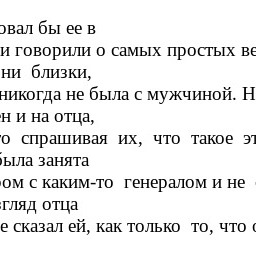 овал бы ее в
и говорили о самых простых ве
ни близки,
никогда не была с мужчиной. Н
н и на отца,
о спрашивая их, что такое э
была занята
ом с каким-то генералом и не
згляд отца
е сказал ей, как только то, что